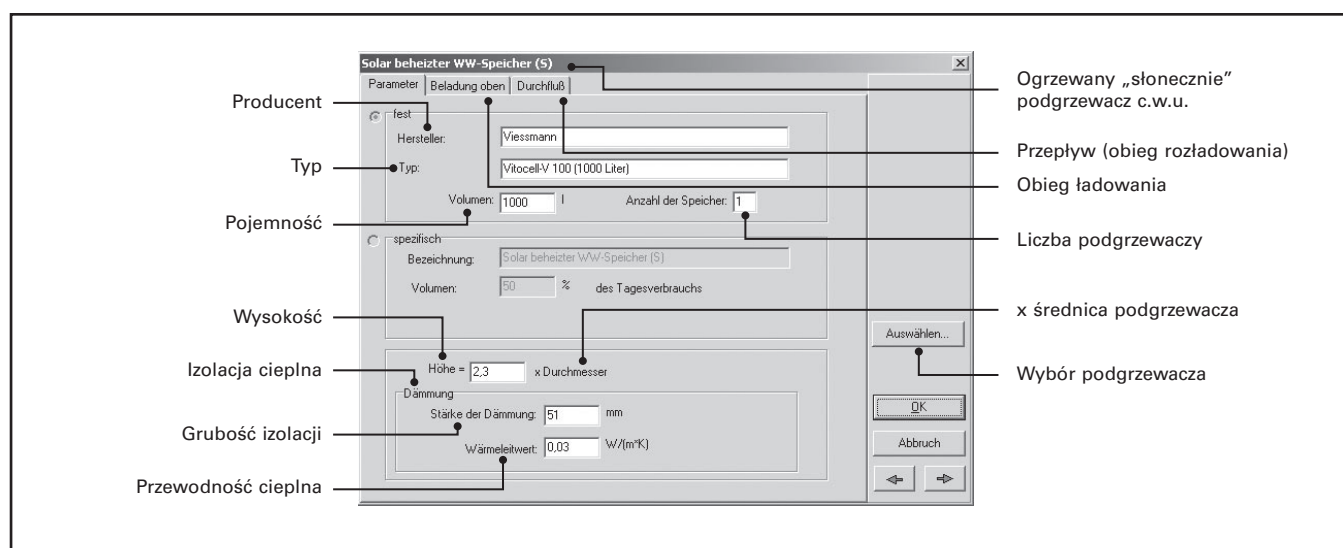 Solar beheizter WW-Speicher (S)
Parameter
Beladung oben
Durchfluß
fest
Hersteller:
Viessmann
Typ:
Vitocell-V 100 (1000 Liter)
Volumen:
1000
l
Anzahl der Speicher:
1
spezifisch
Bezeichnung:
Solar beheizter WW-Speicher (S)
Volumen:
50
%
des Tagesverbrauchs
Höhe =
2,3
x Durchmesser
Dämmung
Stärke der Dämmung:
51
mm
Wärmeleitwert:
0,03
W/(m*K)
Auswählen...
OK
Abbruch
Producent
Typ
Pojemność
Wysokość
Izolacja cieplna
Grubość izolacji
Przewodność cieplna
Ogrzewany „słonecznie”
podgrzewacz c.w.u.
Przepływ (obieg rozładowania)
Obieg ładowania
Liczba podgrzewaczy
x średnica podgrzewacza
Wybór podgrzewacza